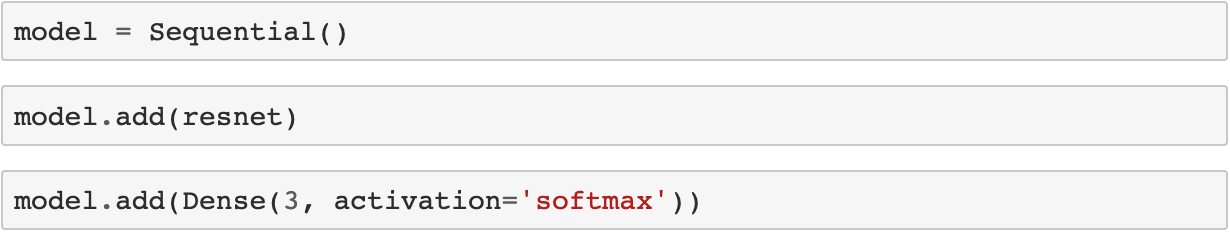 model = Sequential()
model.add(resnet)
model.add(Dense(3, activation='softmax'))